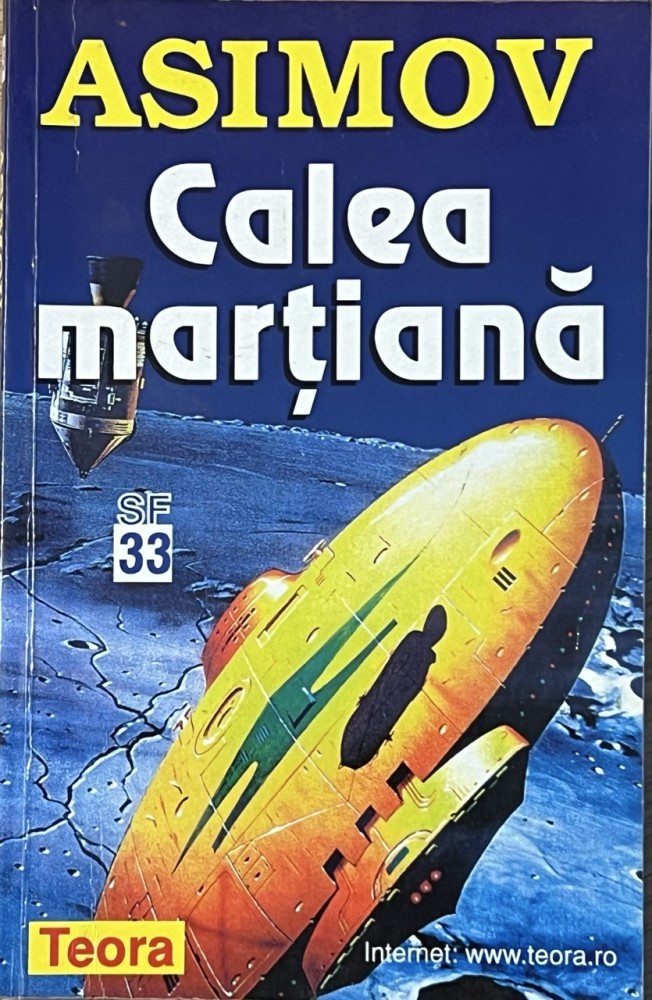 ASIMOV
Calea
marțiană
SF
33
Teora
Internet: www.teora.ro